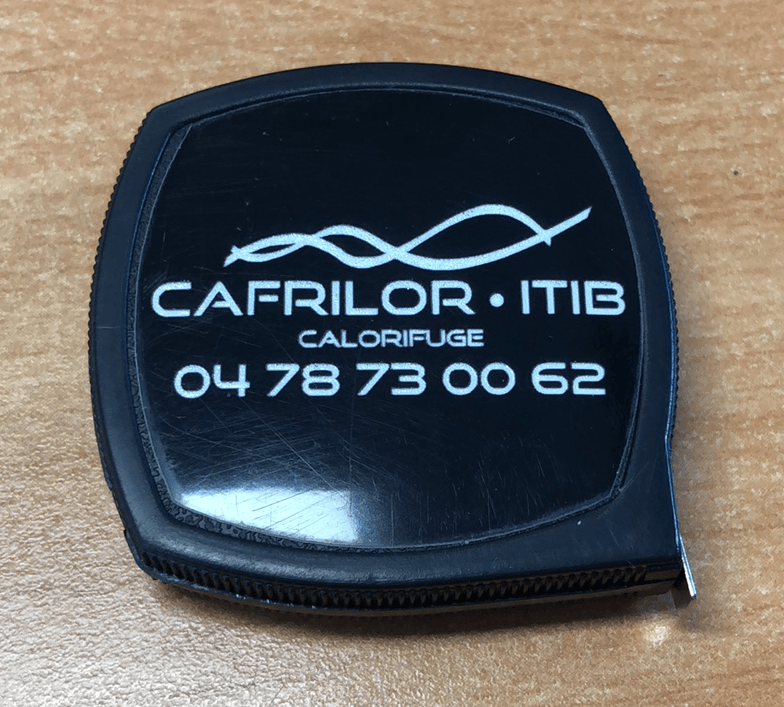 CAFRILOR • ITIB
CALORIFUGE
04 78 73 00 62